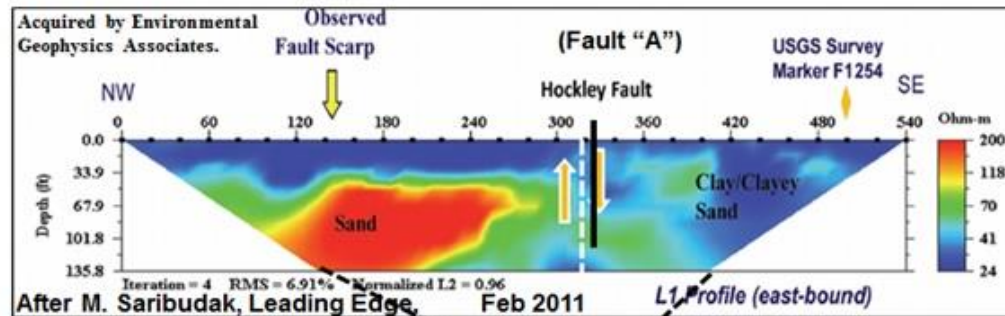 Acquired by Environmental
Geophysics Associates.
Observed
Fault Scarp
(Fault “A”)
USGS Survey
Marker F1254
NW
Hockley Fault
SE
0 60 120 180 240 300 360 420 480 540
Ohm-m
Depth (ft)
0.0
33.9
67.9
101.8
135.8
Sand
Clay/Clayey
Sand
200
118
70
41
24
Iteration = 4 RMS = 6.91% Normalized L2 = 0.96
After M. Saribudak, Leading Edge, Feb 2011
L1 Profile (east-bound)